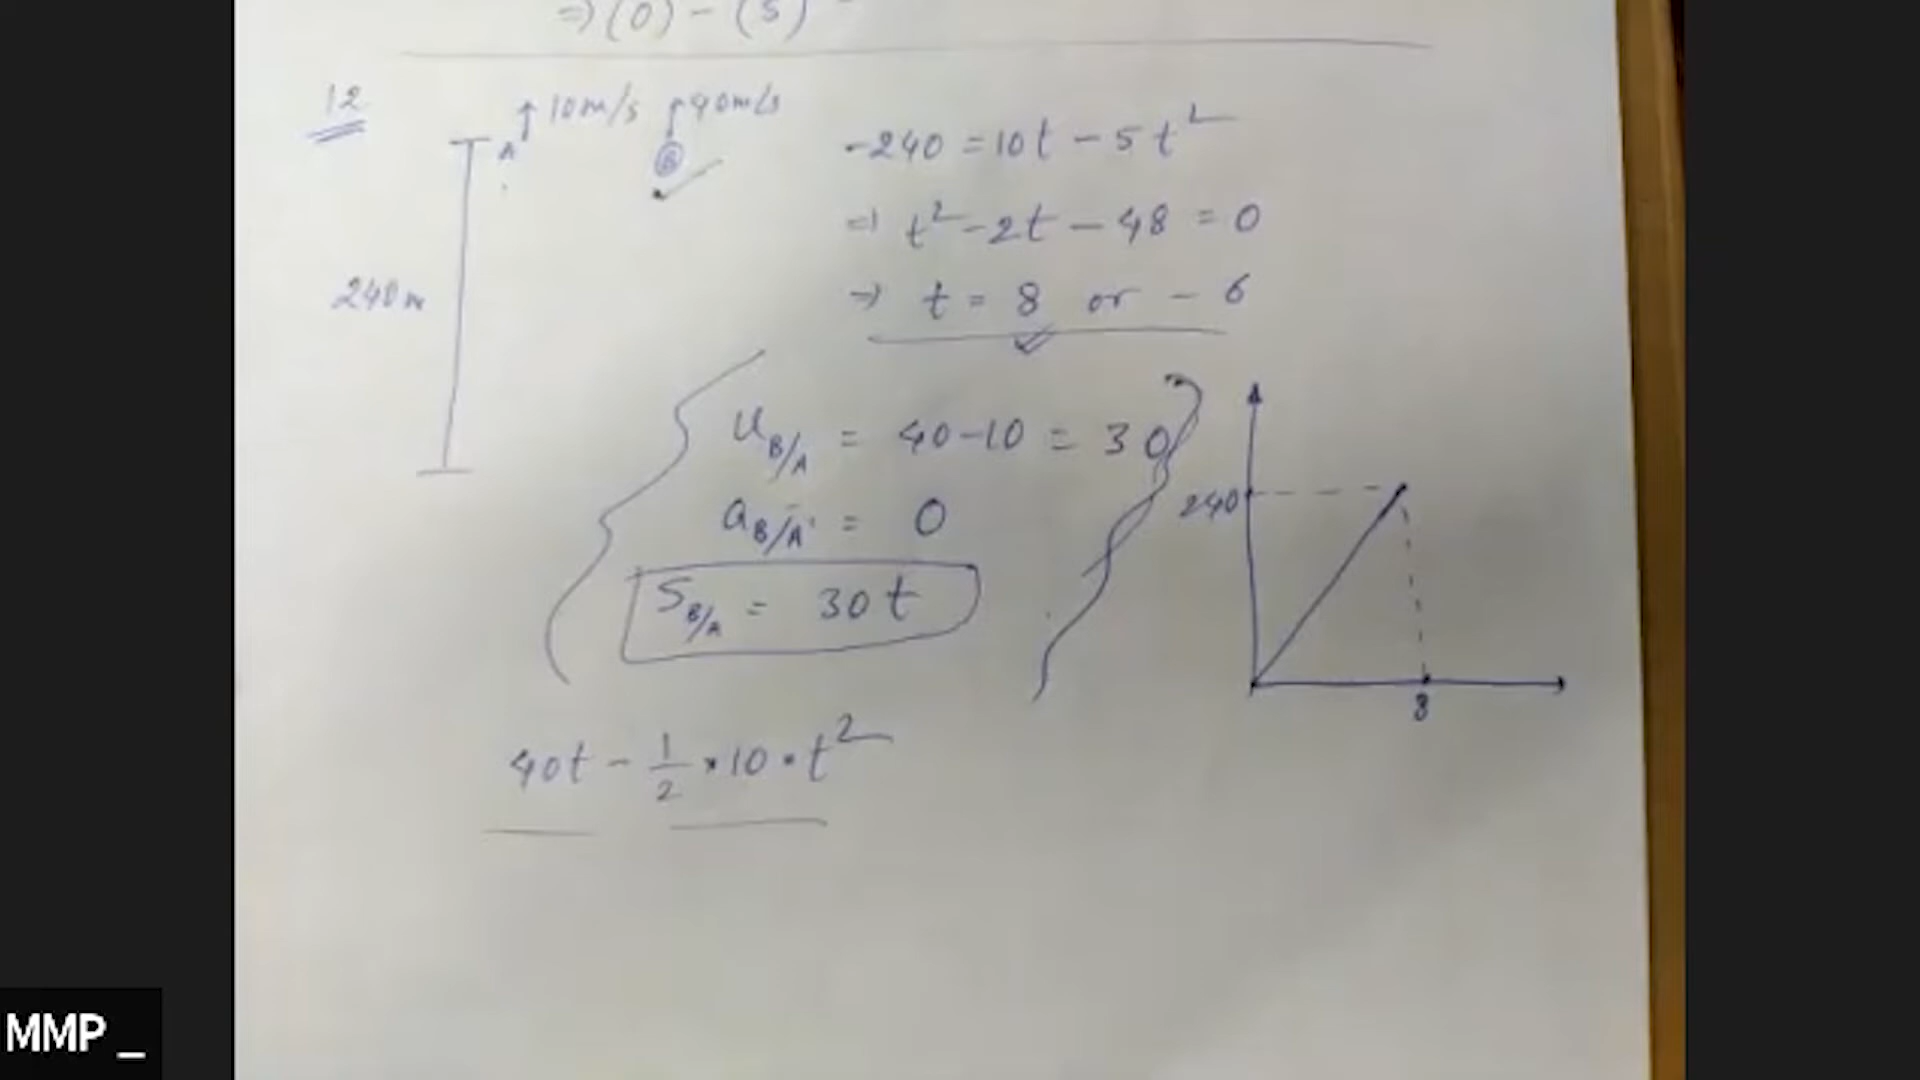 => (0) - (5)
12
↑ 10m/s ↑ 40m/s
A B
240m
-240 = 10t - 5t²
=> t² - 2t - 48 = 0
=> t = 8 or - 6
u_B/A = 40-10 = 30
a_B/A = 0
S_B/A = 30t
240
8
40t - 1/2 * 10 * t²
MMP _